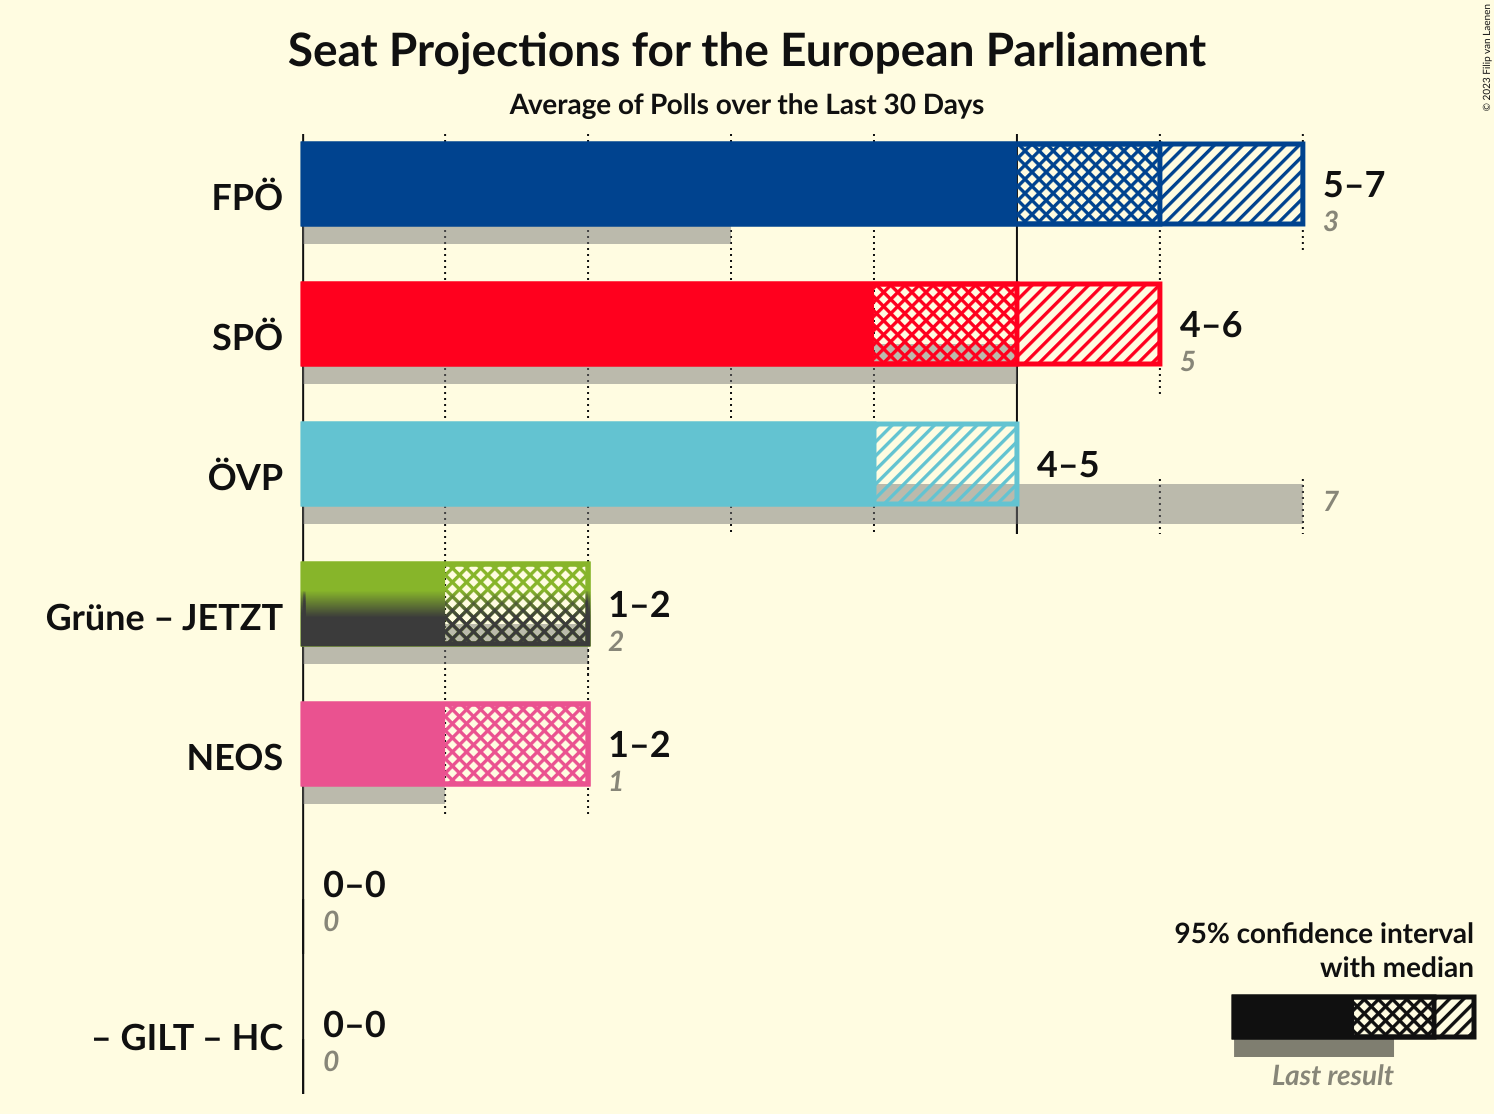 Seat Projections for the European Parliament
Average of Polls over the Last 30 Days
© 2023 Filip van Laenen
FPÖ
5–7
3
SPÖ
4–6
5
ÖVP
4–5
7
Grüne – JETZT
1–2
2
NEOS
1–2
1
0–0
0
– GILT – HC
0–0
0
95% confidence interval
with median
Last result